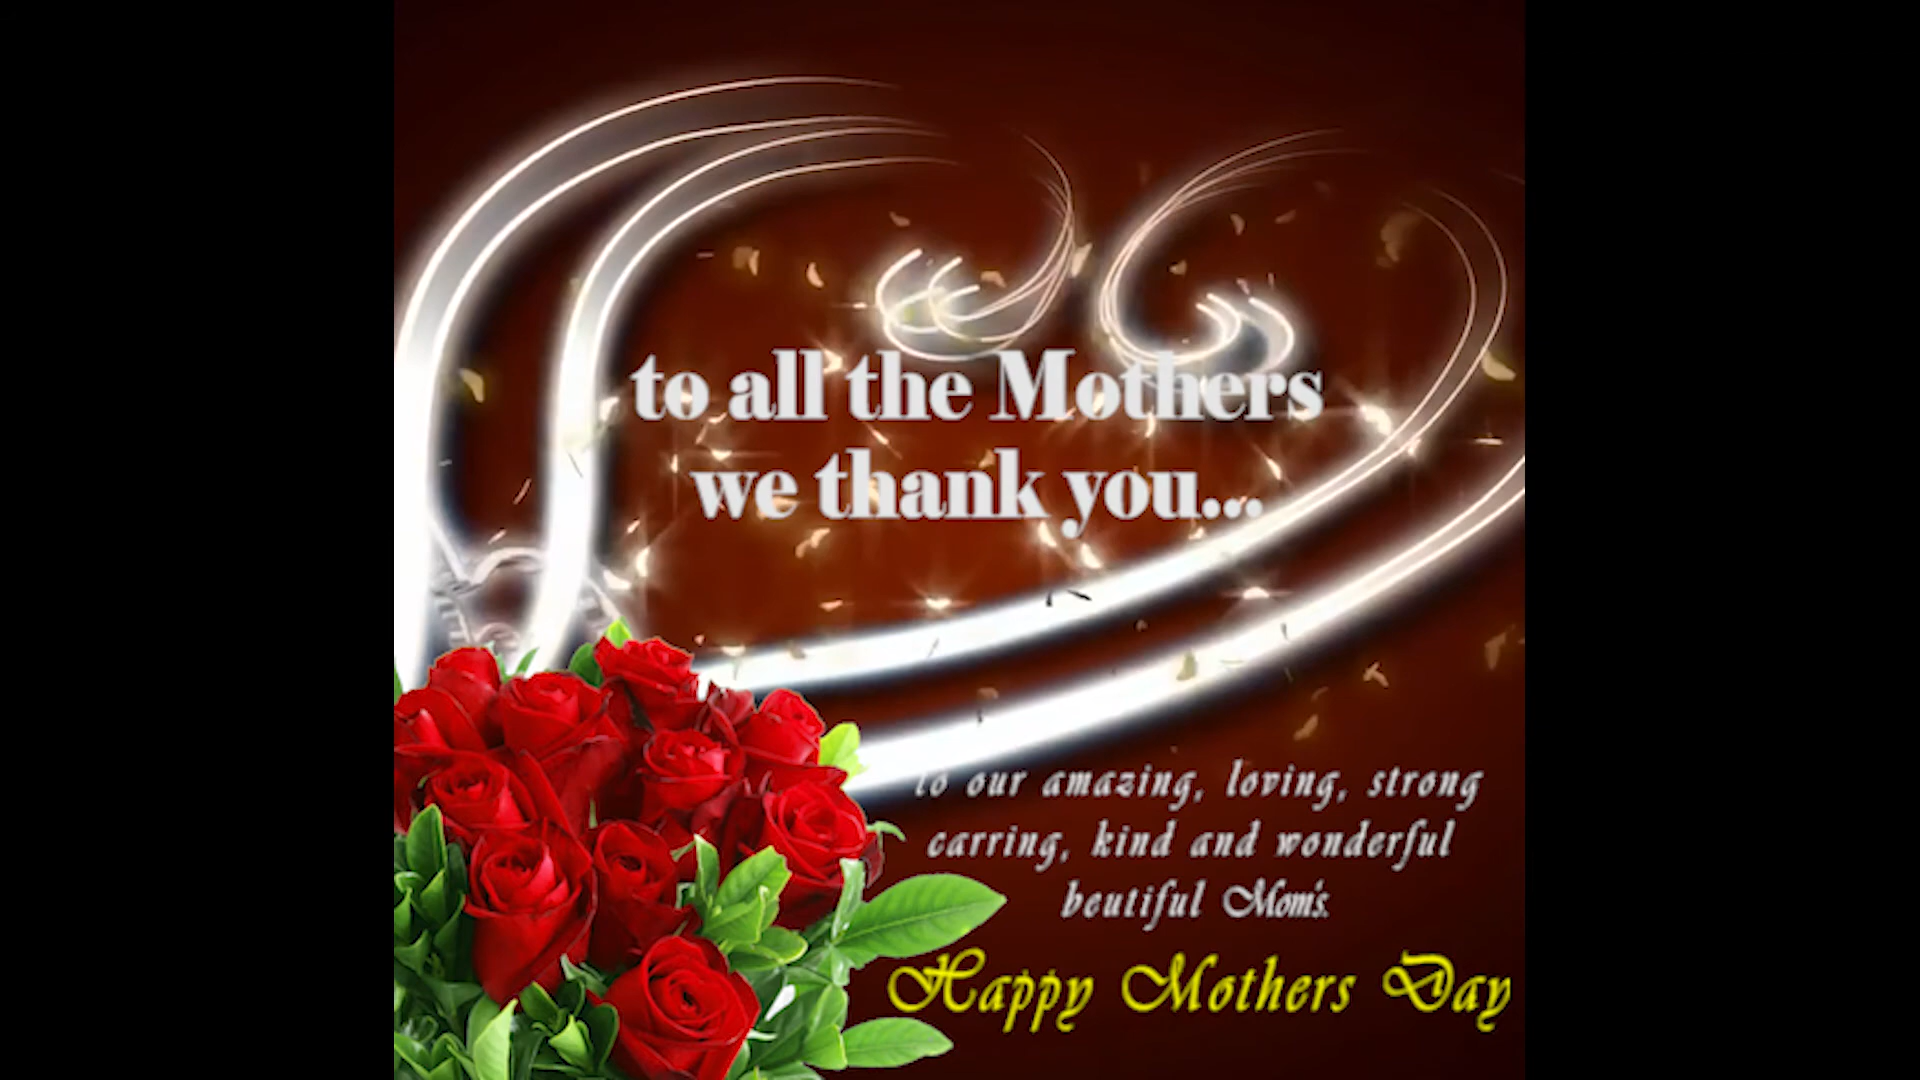 to all the Mothers
we thank you...
to our amazing, loving, strong
carring, kind and wonderful
beutiful Mom's.
Happy Mothers Day